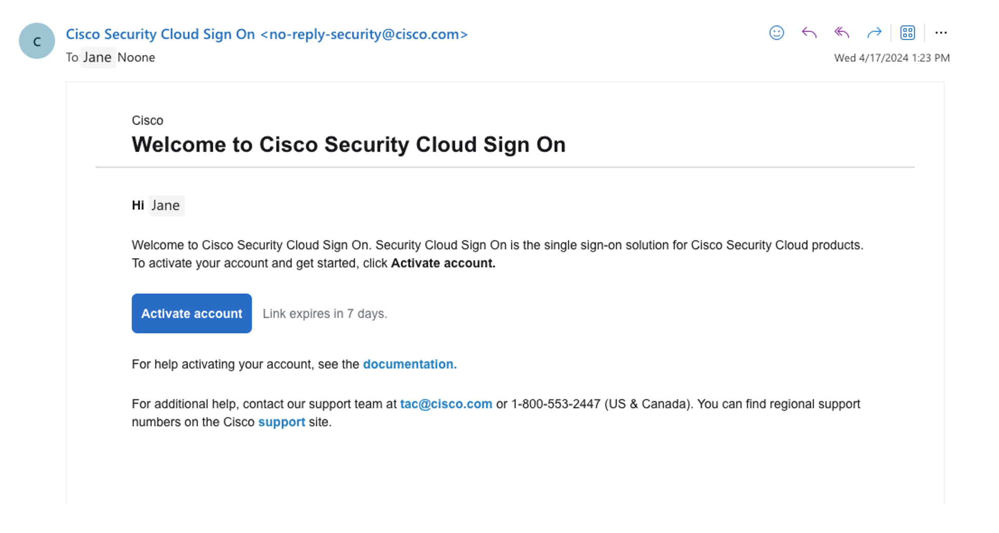 C
Cisco Security Cloud Sign On <no-reply-security@cisco.com>
To: Jane Noone
Wed 4/17/2024 1:23 PM
Cisco
Welcome to Cisco Security Cloud Sign On
Hi Jane
Welcome to Cisco Security Cloud Sign On. Security Cloud Sign On is the single sign-on solution for Cisco Security Cloud products.
To activate your account and get started, click Activate account.
Activate account
Link expires in 7 days.
For help activating your account, see the documentation.
For additional help, contact our support team at tac@cisco.com or 1-800-553-2447 (US & Canada). You can find regional support
numbers on the Cisco support site.